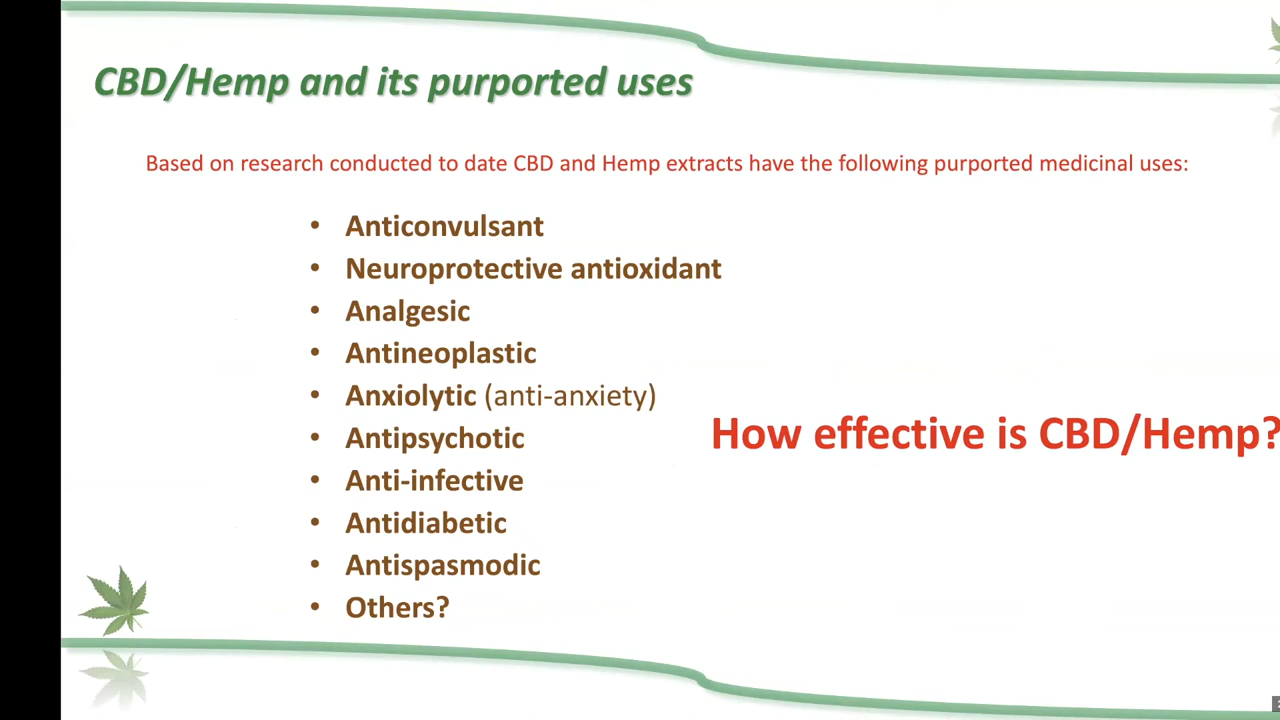 CBD/Hemp and its purported uses
Based on research conducted to date CBD and Hemp extracts have the following purported medicinal uses:
• Anticonvulsant
• Neuroprotective antioxidant
• Analgesic
• Antineoplastic
• Anxiolytic (anti-anxiety)
• Antipsychotic
• Anti-infective
• Antidiabetic
• Antispasmodic
• Others?
How effective is CBD/Hemp?